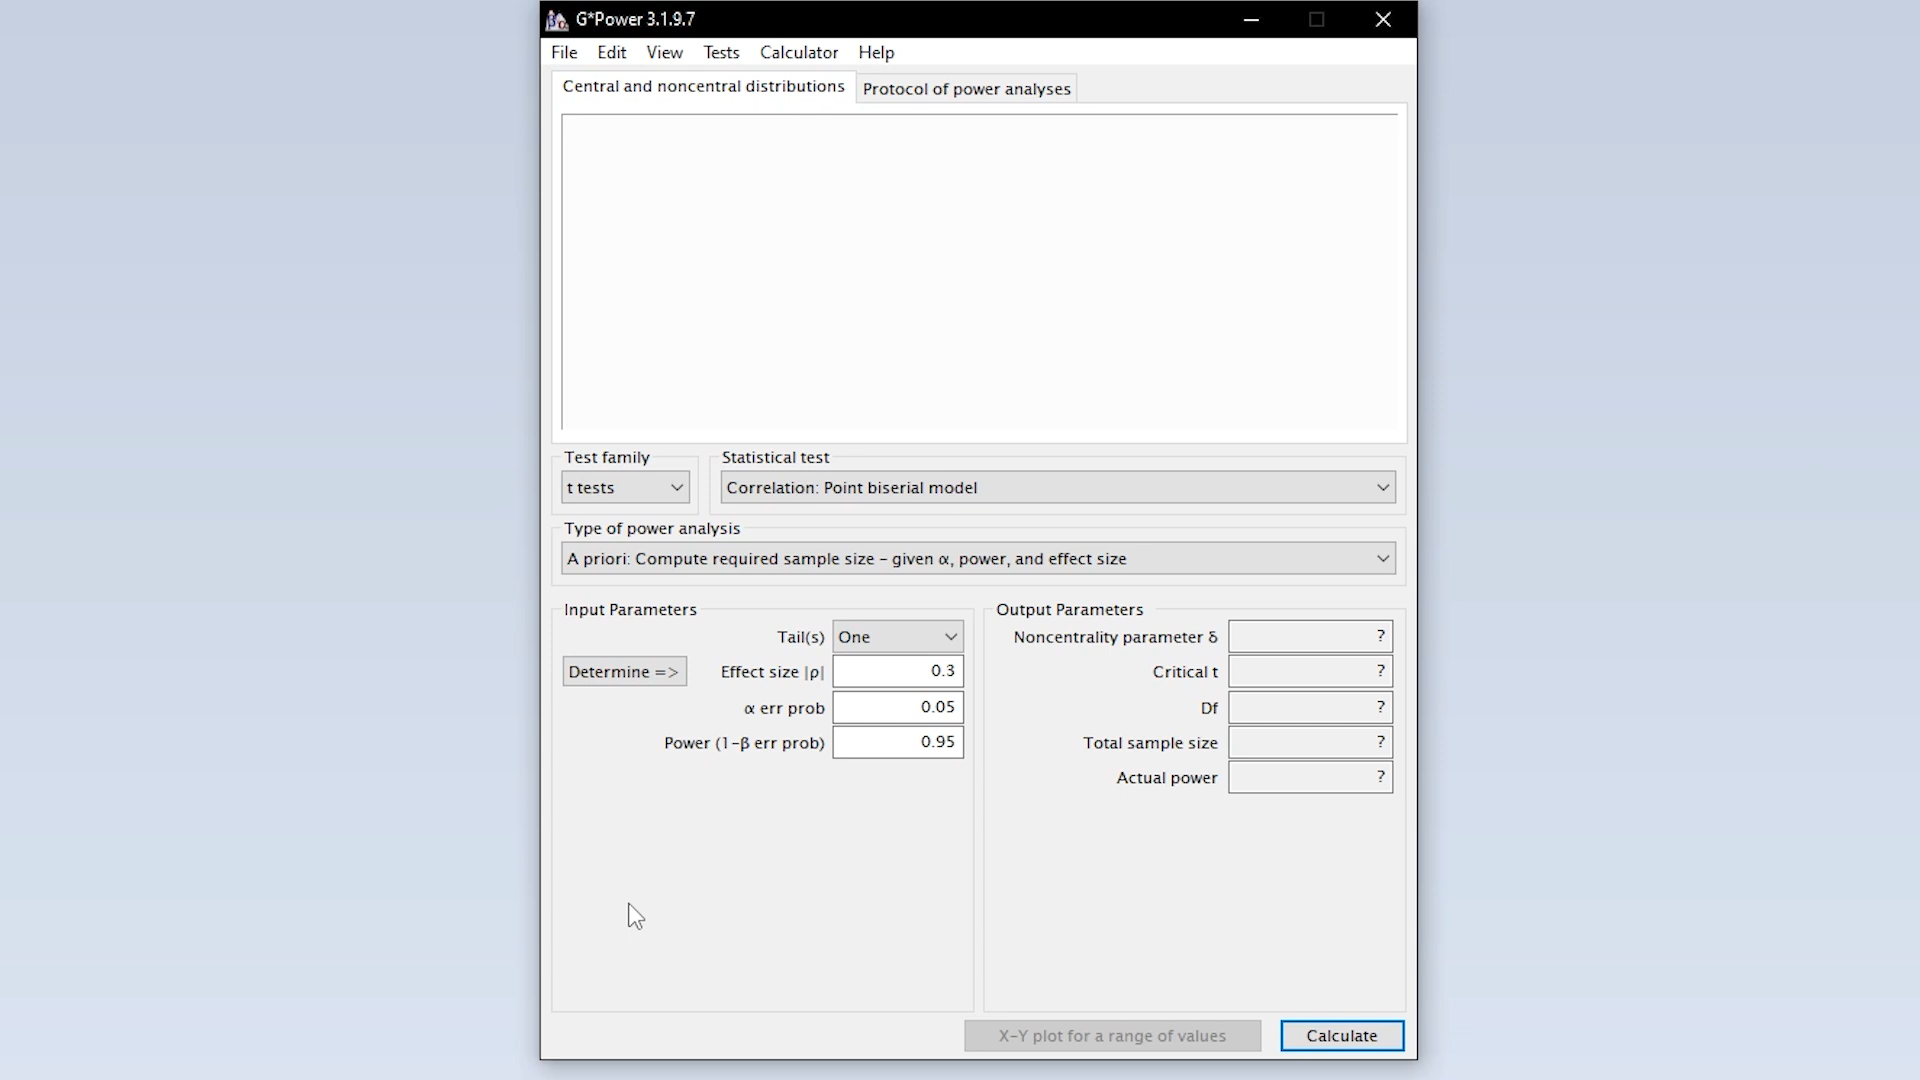 G*Power 3.1.9.7
File Edit View Tests Calculator Help
Central and noncentral distributions Protocol of power analyses
Test family Statistical test
t tests Correlation: Point biserial model
Type of power analysis
A priori: Compute required sample size - given α, power, and effect size
Input Parameters Output Parameters
Tail(s) One Noncentrality parameter δ ?
Determine => Effect size |ρ| 0.3 Critical t ?
α err prob 0.05 Df ?
Power (1-β err prob) 0.95 Total sample size ?
Actual power ?
X-Y plot for a range of values Calculate